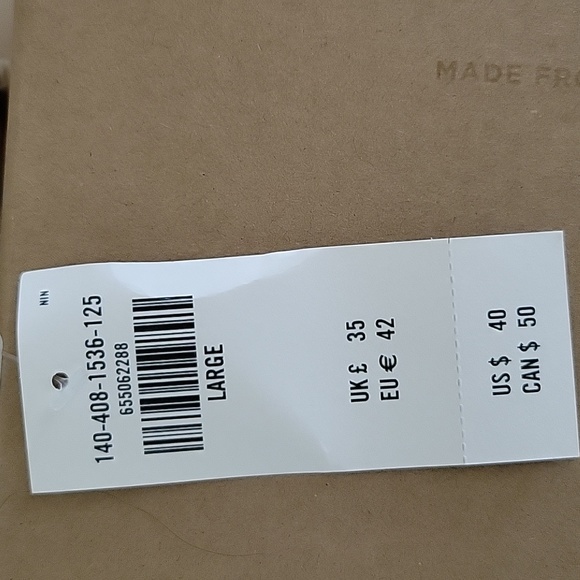 MADE FRO
NIN
140-408-1536-125
655062288
LARGE
UK £ 35
EU € 42
US $ 40
CAN $ 50